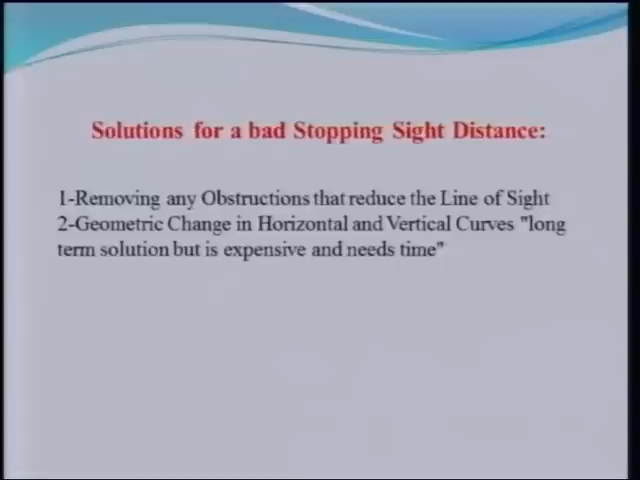 Solutions for a bad Stopping Sight Distance:
1-Removing any Obstructions that reduce the Line of Sight
2-Geometric Change in Horizontal and Vertical Curves "long
term solution but is expensive and needs time"